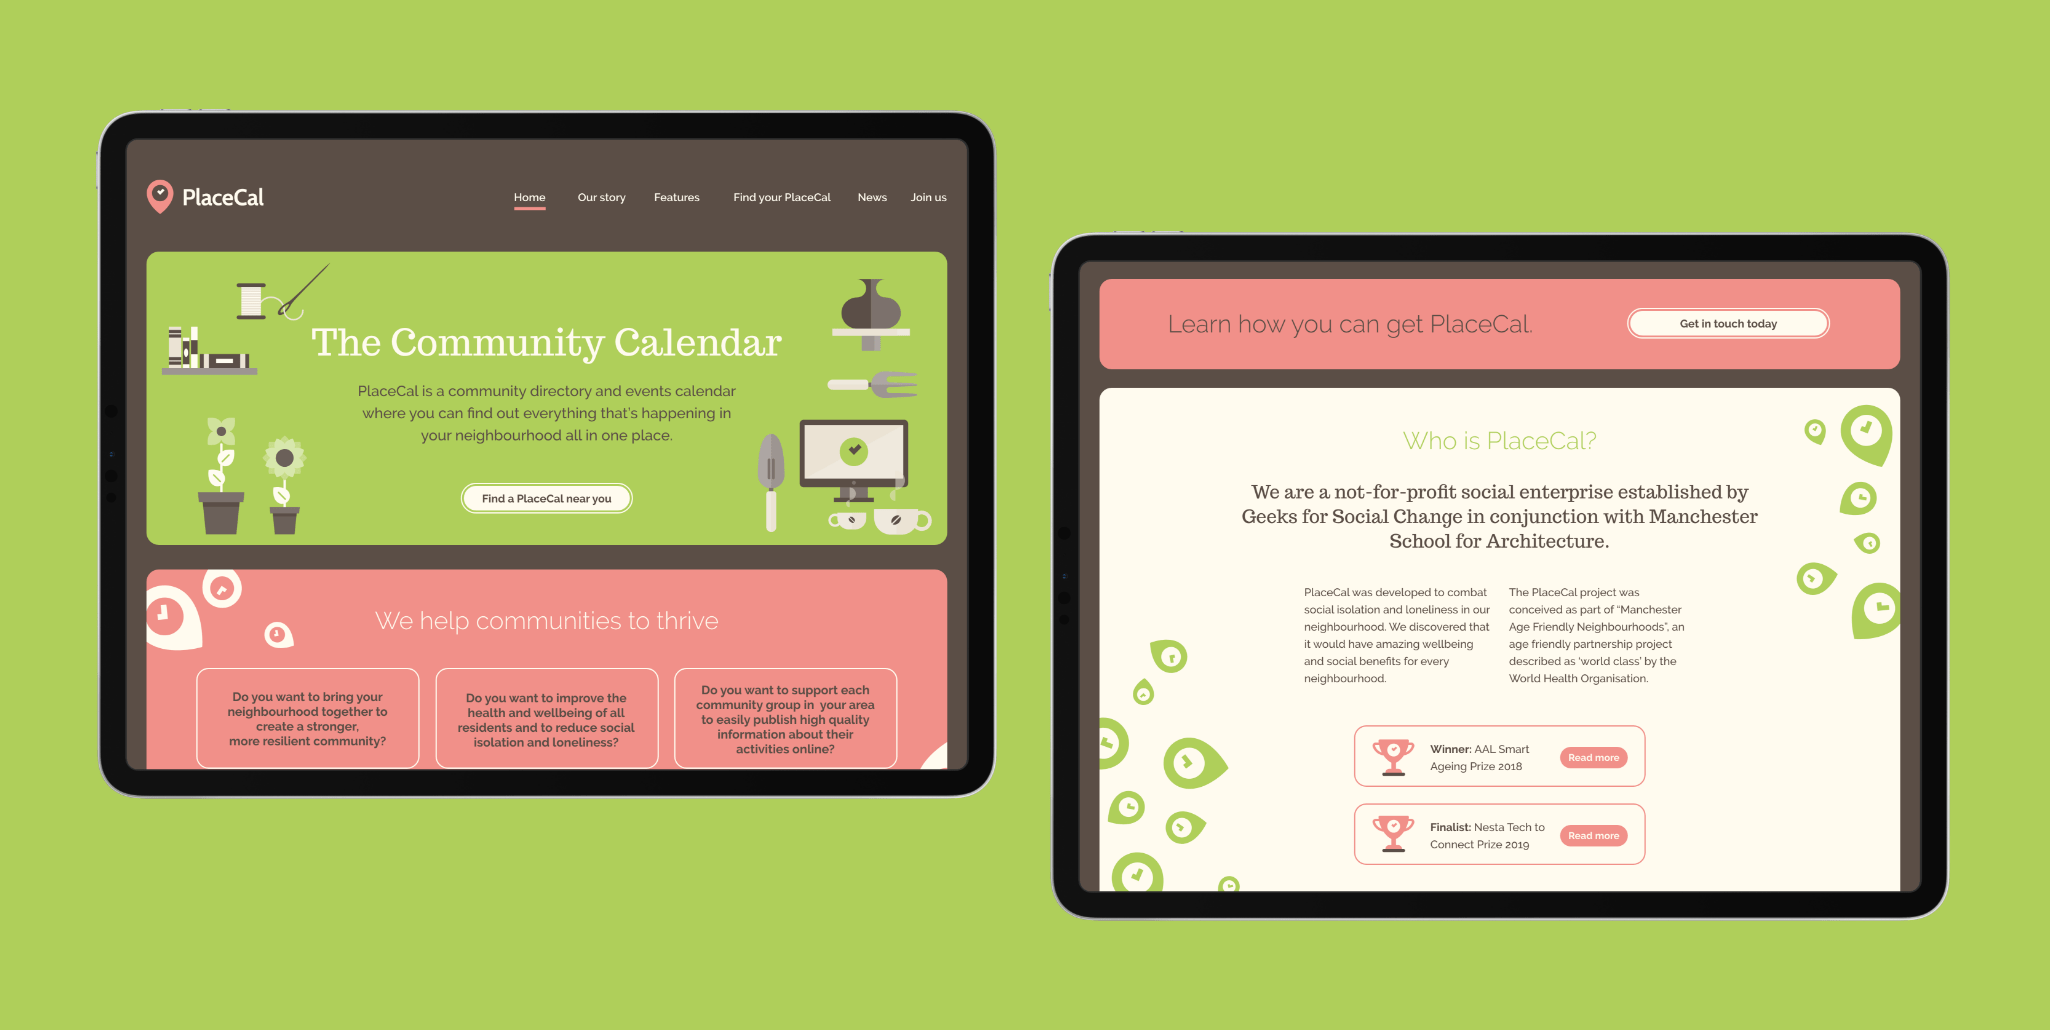 PlaceCal
Home
Our story
Features
Find your PlaceCal
News
Join us
The Community Calendar
PlaceCal is a community directory and events calendar
where you can find out everything that's happening in
your neighbourhood all in one place.
Find a PlaceCal near you
We help communities to thrive
Do you want to bring your
neighbourhood together to
create a stronger,
more resilient community?
Do you want to improve the
health and wellbeing of all
residents and to reduce social
isolation and loneliness?
Do you want to support each
community group in your area
to easily publish high quality
information about their
activities online?
Learn how you can get PlaceCal.
Get in touch today
Who is PlaceCal?
We are a not-for-profit social enterprise established by
Geeks for Social Change in conjunction with Manchester
School for Architecture.
PlaceCal was developed to combat
social isolation and loneliness in our
neighbourhood. We discovered that
it would have amazing wellbeing
and social benefits for every
neighbourhood.
The PlaceCal project was
conceived as part of "Manchester
Age Friendly Neighbourhoods", an
age friendly partnership project
described as 'world class' by the
World Health Organisation.
Winner: AAL Smart
Ageing Prize 2018
Read more
Finalist: Nesta Tech to
Connect Prize 2019
Read more